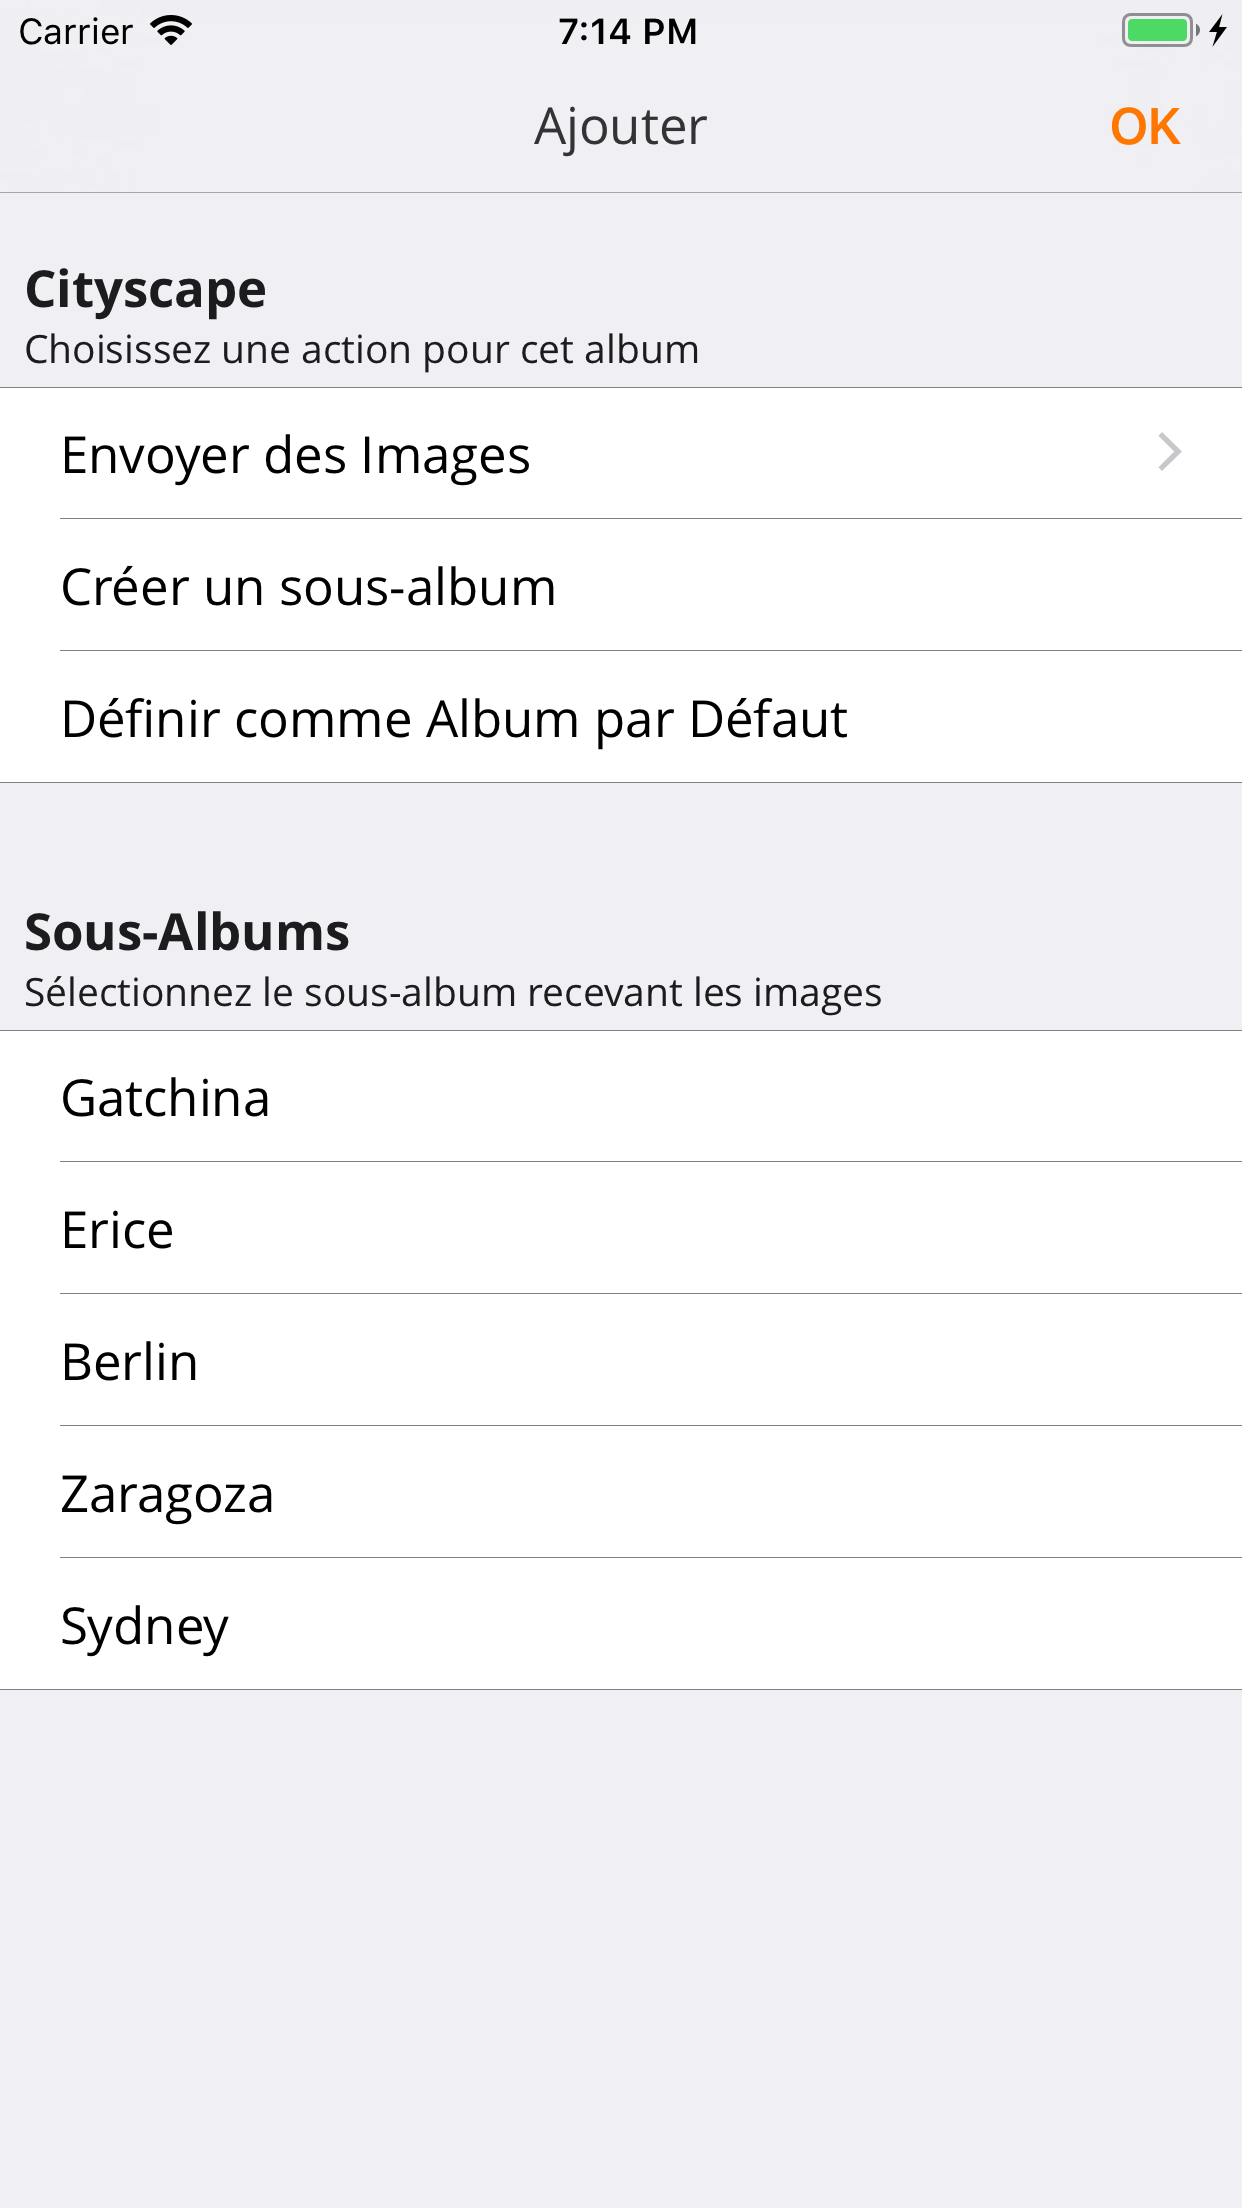 Carrier
7:14 PM
Ajouter
OK
Cityscape
Choisissez une action pour cet album
Envoyer des Images
Créer un sous-album
Définir comme Album par Défaut
Sous-Albums
Sélectionnez le sous-album recevant les images
Gatchina
Erice
Berlin
Zaragoza
Sydney